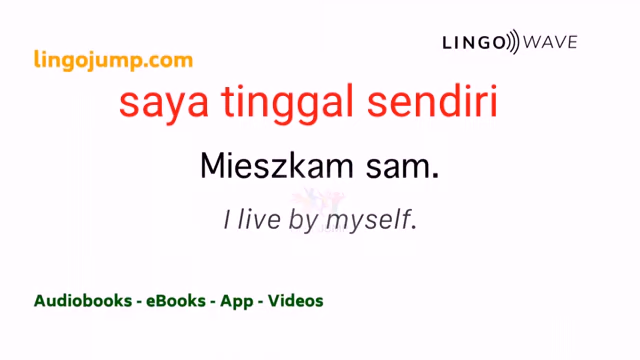 lingojump.com
LINGO WAVE
saya tinggal sendiri
Mieszkam sam.
I live by myself.
Audiobooks - eBooks - App - Videos